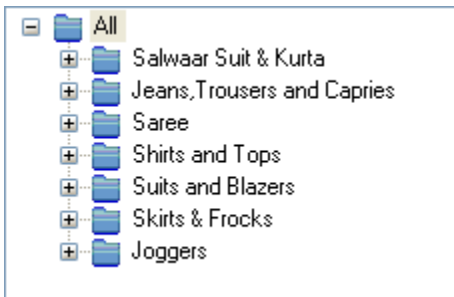 All
Salwaar Suit & Kurta
Jeans,Trousers and Capries
Saree
Shirts and Tops
Suits and Blazers
Skirts & Frocks
Joggers